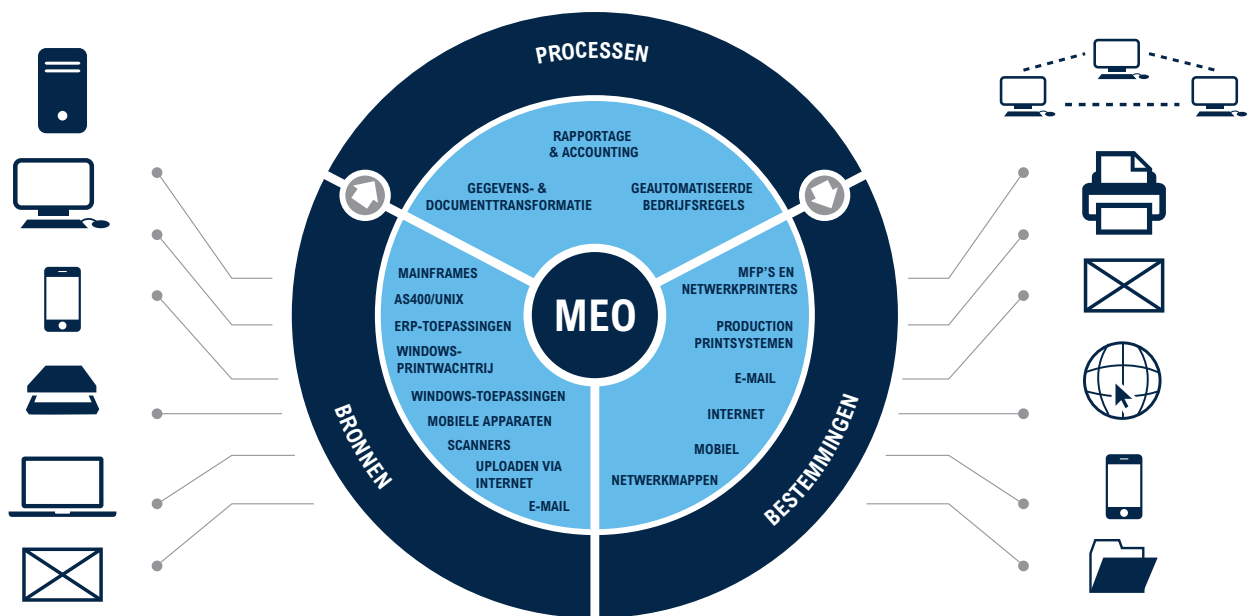 PROCESSEN
RAPPORTAGE
& ACCOUNTING
GEGEVENS- &
DOCUMENTTRANSFORMATIE
GEAUTOMATISEERDE
BEDRIJFSREGELS
MEO
BRONNEN
MAINFRAMES
AS400/UNIX
ERP-TOEPASSINGEN
WINDOWS-
PRINTWACHTRIJ
WINDOWS-TOEPASSINGEN
MOBIELE APPARATEN
SCANNERS
UPLOADEN VIA
INTERNET
E-MAIL
MFP'S EN
NETWERKPRINTERS
PRODUCTION
PRINTSYSTEMEN
E-MAIL
INTERNET
MOBIEL
NETWERKMAPPEN
BESTEMMINGEN